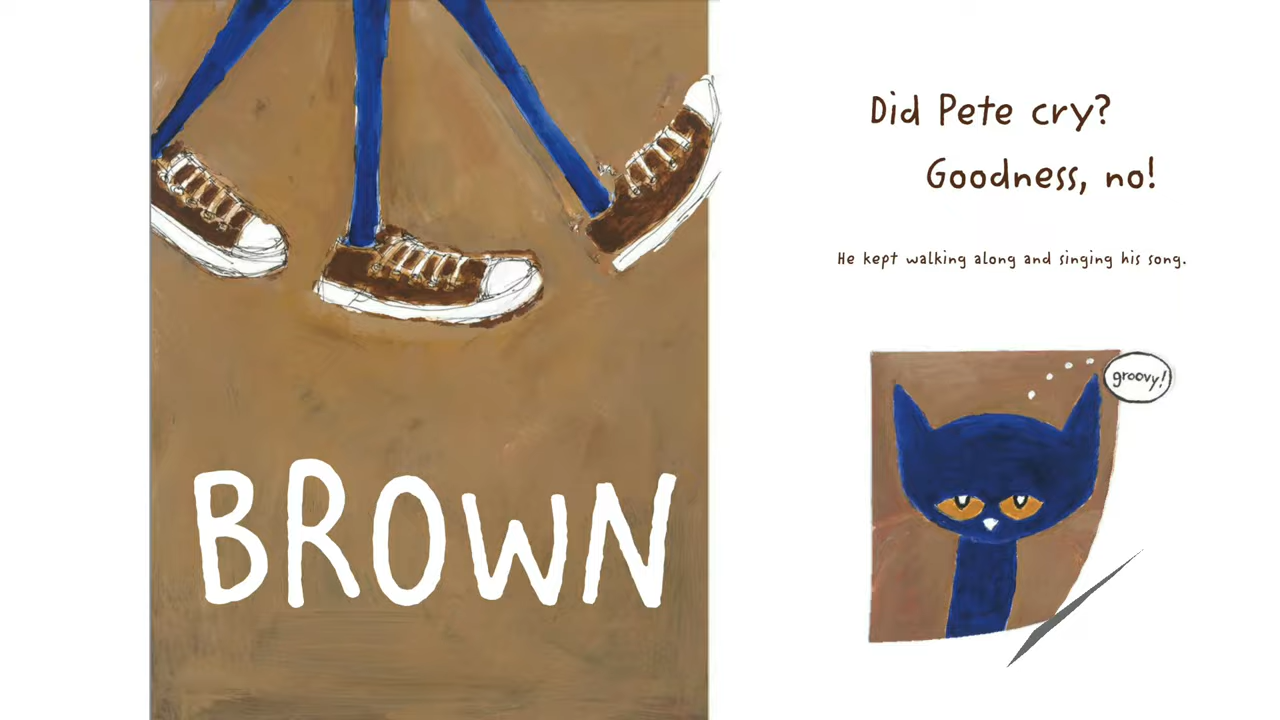 BROWN
Did Pete cry?
Goodness, no!
He kept walking along and singing his song.
groovy!